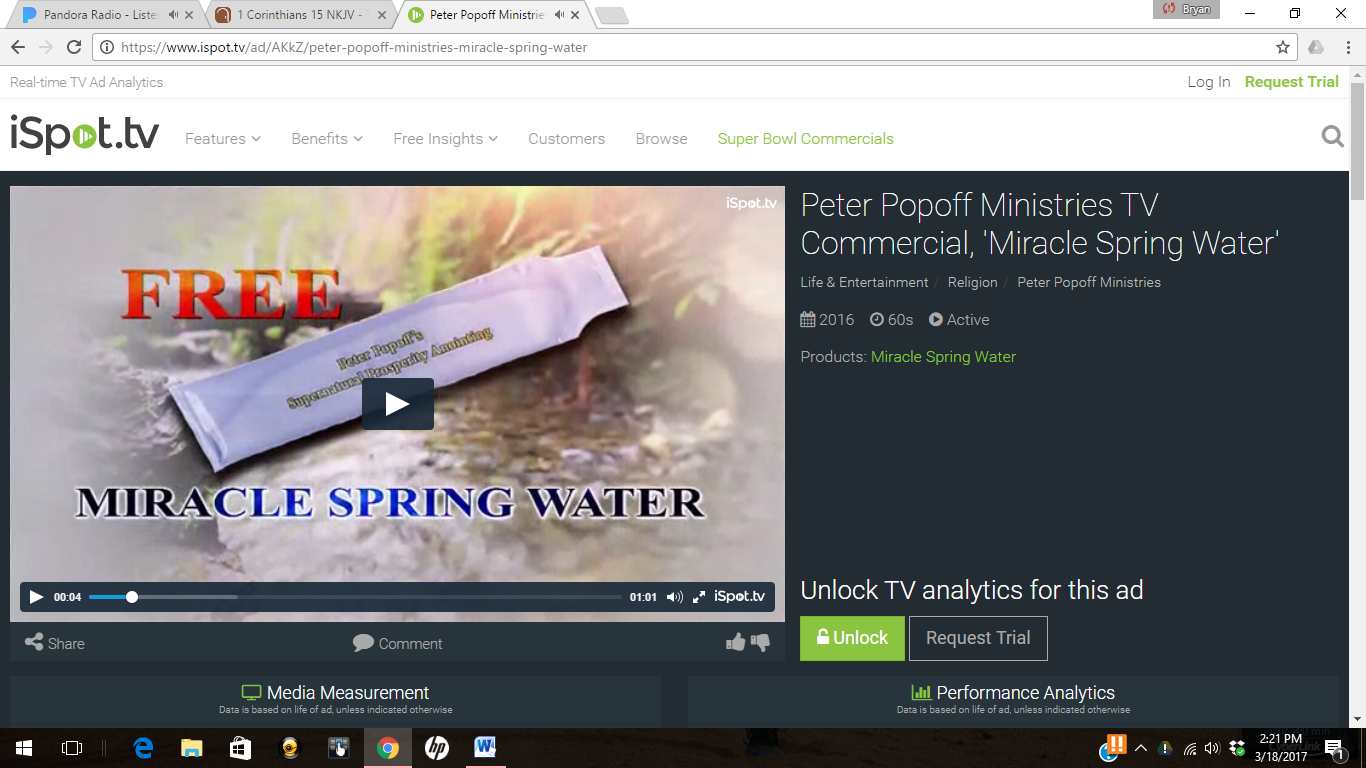 Pandora Radio - Liste
1 Corinthians 15 NKJV -
Peter Popoff Ministrie
Bryan
https://www.ispot.tv/ad/AKkZ/peter-popoff-ministries-miracle-spring-water
Real-time TV Ad Analytics
Log In Request Trial
iSpot.tv
Features Benefits Free Insights Customers Browse Super Bowl Commercials
iSpot.tv
FREE
Peter Popoff's
Supernatural Prosperity Anointing
MIRACLE SPRING WATER
00:04 01:01 iSpot.tv
Share Comment
Peter Popoff Ministries TV
Commercial, 'Miracle Spring Water'
Life & Entertainment / Religion / Peter Popoff Ministries
2016 60s Active
Products: Miracle Spring Water
Unlock TV analytics for this ad
Unlock Request Trial
Media Measurement
Data is based on life of ad, unless indicated otherwise
Performance Analytics
Data is based on life of ad, unless indicated otherwise
hp
W
2:21 PM
3/18/2017
1